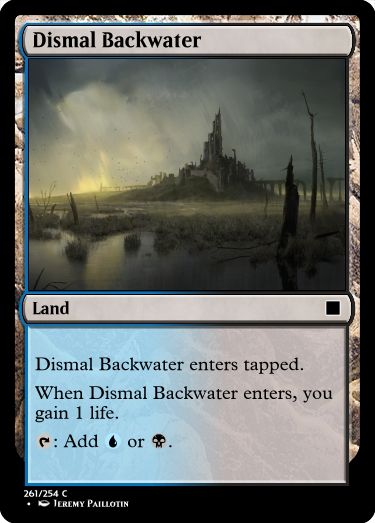 Dismal Backwater
Land
Dismal Backwater enters tapped.
When Dismal Backwater enters, you
gain 1 life.
: Add or .
261/254 C
• Jeremy Paillotin